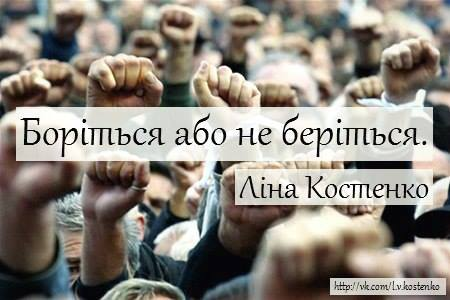 Боріться або не беріться.
Ліна Костенко
http://vk.com/l.v.kostenko